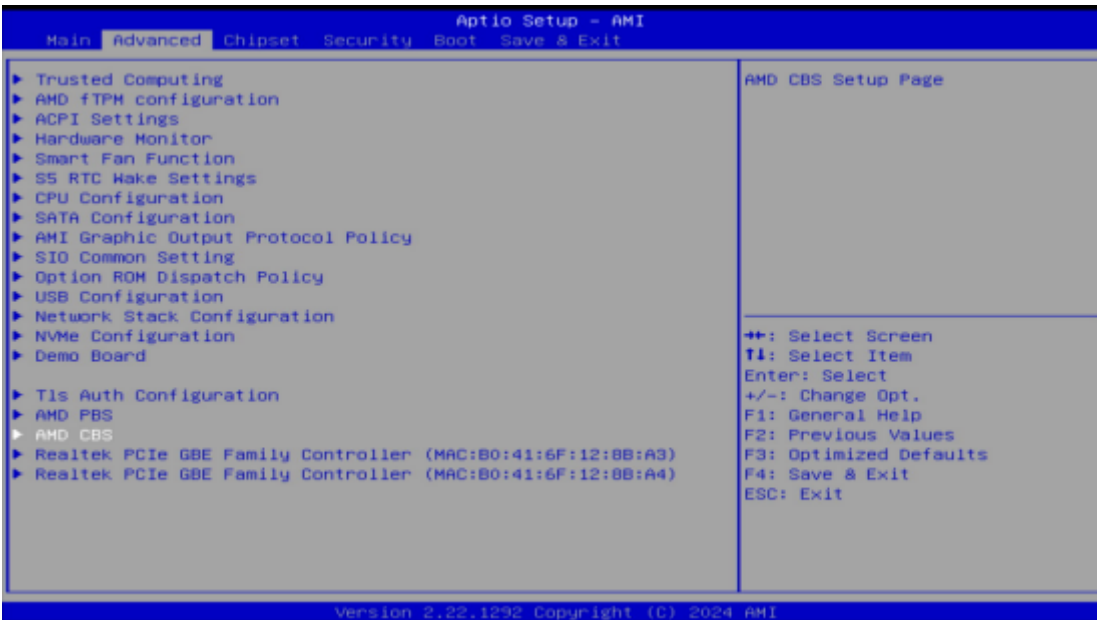 Aptio Setup - AMI
Main Advanced Chipset Security Boot Save & Exit
Trusted Computing
AMD fTPM configuration
ACPI Settings
Hardware Monitor
Smart Fan Function
S5 RTC Wake Settings
CPU Configuration
SATA Configuration
AMI Graphic Output Protocol Policy
SIO Common Setting
Option ROM Dispatch Policy
USB Configuration
Network Stack Configuration
NVMe Configuration
Demo Board
Tls Auth Configuration
AMD PBS
AMD CBS
Realtek PCIe GBE Family Controller (MAC:B0:41:6F:12:8B:A3)
Realtek PCIe GBE Family Controller (MAC:B0:41:6F:12:8B:A4)
AMD CBS Setup Page
→←: Select Screen
↑↓: Select Item
Enter: Select
+/-: Change Opt.
F1: General Help
F2: Previous Values
F3: Optimized Defaults
F4: Save & Exit
ESC: Exit
Version 2.22.1292 Copyright (C) 2024 AMI